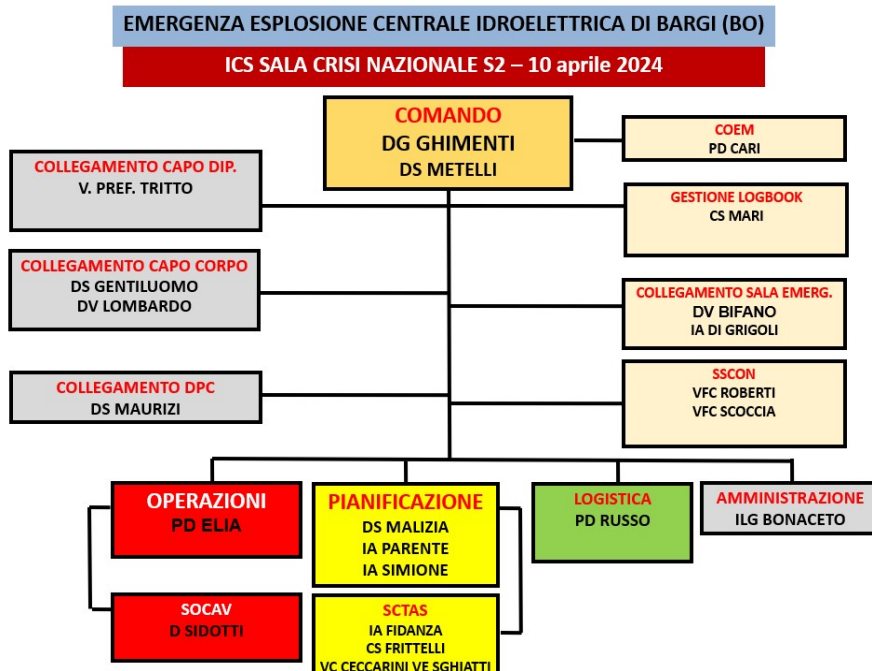 EMERGENZA ESPLOSIONE CENTRALE IDROELETTRICA DI BARGI (BO)
ICS SALA CRISI NAZIONALE S2 – 10 aprile 2024
COMANDO
DG GHIMENTI
DS METELLI
COEM
PD CARI
COLLEGAMENTO CAPO DIP.
V. PREF. TRITTO
GESTIONE LOGBOOK
CS MARI
COLLEGAMENTO CAPO CORPO
DS GENTILUOMO
DV LOMBARDO
COLLEGAMENTO SALA EMERG.
DV BIFANO
IA DI GRIGOLI
COLLEGAMENTO DPC
DS MAURIZI
SSCON
VFC ROBERTI
VFC SCOCCIA
OPERAZIONI
PD ELIA
PIANIFICAZIONE
DS MALIZIA
IA PARENTE
IA SIMIONE
LOGISTICA
PD RUSSO
AMMINISTRAZIONE
ILG BONACETO
SOCAV
D SIDOTTI
SCTAS
IA FIDANZA
CS FRITTELLI
VC CECCARINI VE SGHIATTI